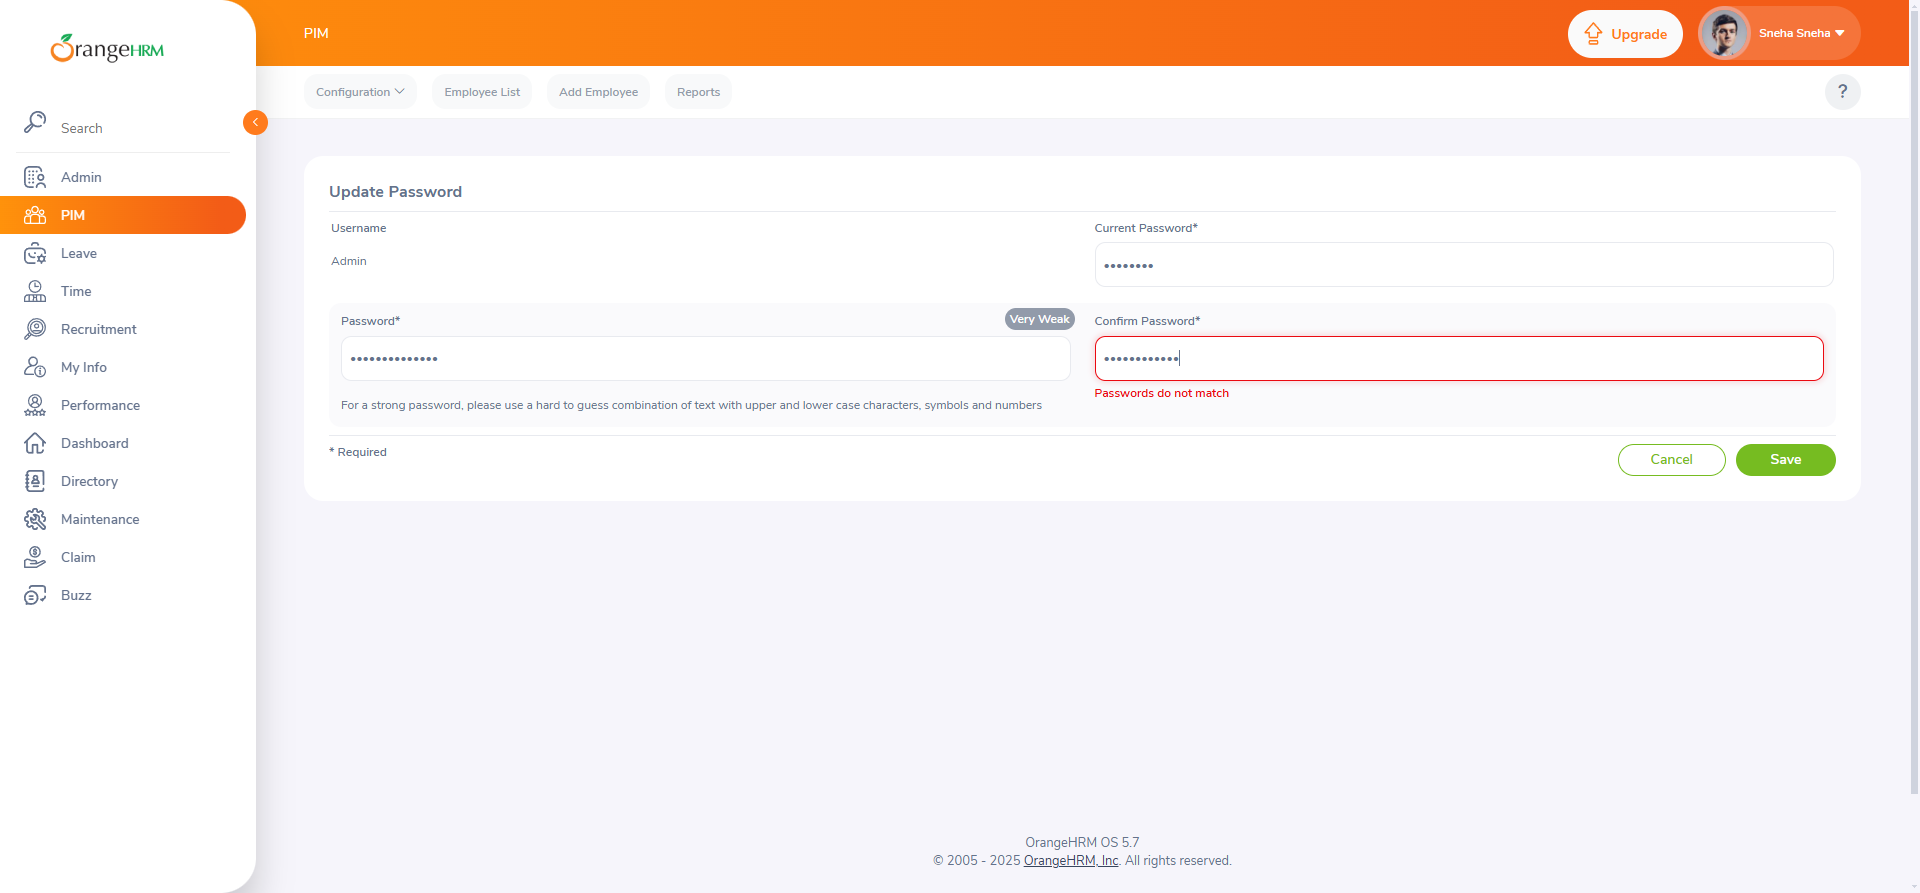 OrangeHRM
PIM
Upgrade
Sneha Sneha
Configuration
Employee List
Add Employee
Reports
?
Search
Admin
PIM
Leave
Time
Recruitment
My Info
Performance
Dashboard
Directory
Maintenance
Claim
Buzz
Update Password
Username
Admin
Current Password*
••••••••
Password*
Very Weak
••••••••••••••
For a strong password, please use a hard to guess combination of text with upper and lower case characters, symbols and numbers
Confirm Password*
••••••••••••
Passwords do not match
* Required
Cancel
Save
OrangeHRM OS 5.7
© 2005 - 2025 OrangeHRM, Inc. All rights reserved.